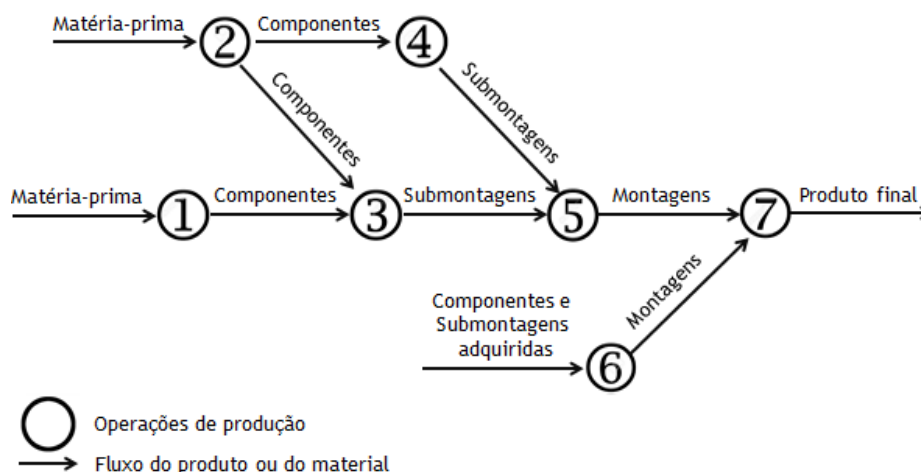 Matéria-prima
2
Componentes
4
Componentes
Submontagens
Matéria-prima
1
Componentes
3
Submontagens
5
Montagens
7
Produto final
Componentes e
Submontagens
adquiridas
6
Montagens
Operações de produção
Fluxo do produto ou do material